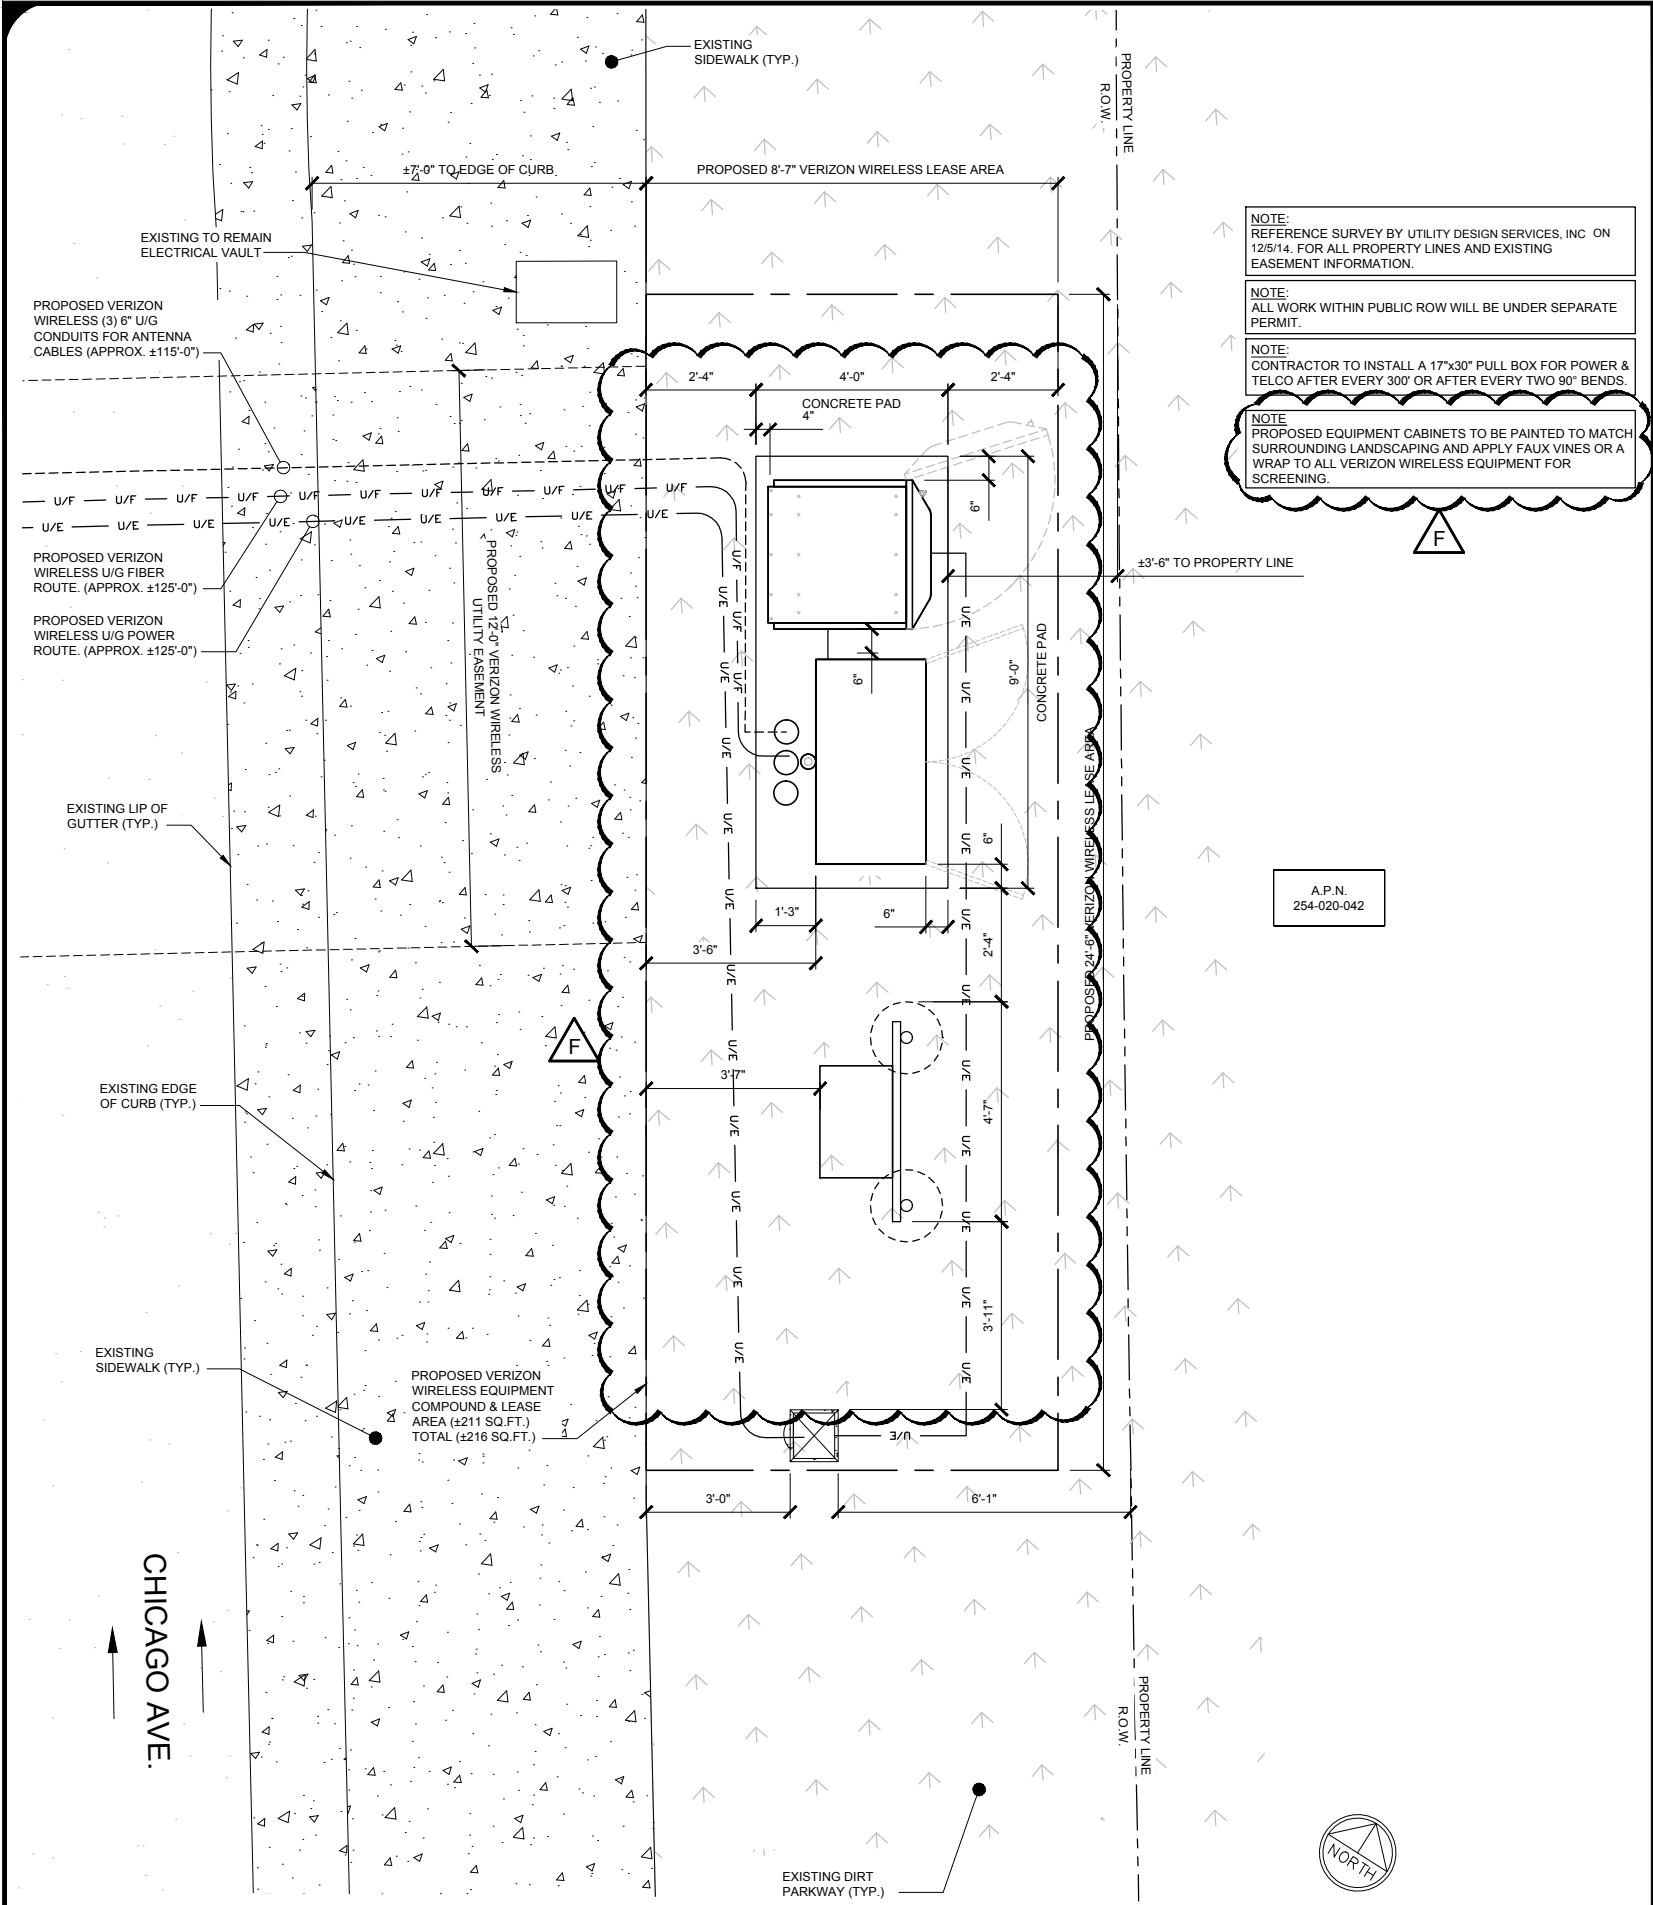 EXISTING
SIDEWALK (TYP.)
PROPERTY LINE
R.O.W.
±7'-0" TO EDGE OF CURB
PROPOSED 8'-7" VERIZON WIRELESS LEASE AREA
EXISTING TO REMAIN
ELECTRICAL VAULT
PROPOSED VERIZON
WIRELESS (3) 6" U/G
CONDUITS FOR ANTENNA
CABLES (APPROX. ±115'-0")
NOTE:
REFERENCE SURVEY BY UTILITY DESIGN SERVICES, INC ON
12/5/14. FOR ALL PROPERTY LINES AND EXISTING
EASEMENT INFORMATION.
NOTE:
ALL WORK WITHIN PUBLIC ROW WILL BE UNDER SEPARATE
PERMIT.
NOTE:
CONTRACTOR TO INSTALL A 17"x30" PULL BOX FOR POWER &
TELCO AFTER EVERY 300' OR AFTER EVERY TWO 90° BENDS.
NOTE
PROPOSED EQUIPMENT CABINETS TO BE PAINTED TO MATCH
SURROUNDING LANDSCAPING AND APPLY FAUX VINES OR A
WRAP TO ALL VERIZON WIRELESS EQUIPMENT FOR
SCREENING.
F
2'-4"
4'-0"
2'-4"
CONCRETE PAD
4"
6"
U/F U/F U/F U/F U/F U/F U/F U/F U/F
U/E U/E U/E U/E U/E U/E U/E U/E U/E
PROPOSED VERIZON
WIRELESS U/G FIBER
ROUTE. (APPROX. ±125'-0")
PROPOSED VERIZON
WIRELESS U/G POWER
ROUTE. (APPROX. ±125'-0")
PROPOSED 12'-0" VERIZON WIRELESS
UTILITY EASEMENT
U/F
U/F
U/F
U/E
U/E
U/E
U/E
U/E
U/E
U/E
U/E
U/E
U/E
U/E
U/E
±3'-6" TO PROPERTY LINE
6"
9'-0"
CONCRETE PAD
U/E
U/E
U/E
U/E
U/E
U/E
U/E
U/E
U/E
U/E
U/E
PROPOSED 24'-6" VERIZON WIRELESS LEASE AREA
EXISTING LIP OF
GUTTER (TYP.)
6"
A.P.N.
254-020-042
1'-3"
6"
3'-6"
2'-4"
F
3'-7"
4'-7"
EXISTING EDGE
OF CURB (TYP.)
3'-11"
EXISTING
SIDEWALK (TYP.)
PROPOSED VERIZON
WIRELESS EQUIPMENT
COMPOUND & LEASE
AREA (±211 SQ.FT.)
TOTAL (±216 SQ.FT.)
U/E
3'-0"
6'-1"
CHICAGO AVE.
PROPERTY LINE
R.O.W.
EXISTING DIRT
PARKWAY (TYP.)
NORTH